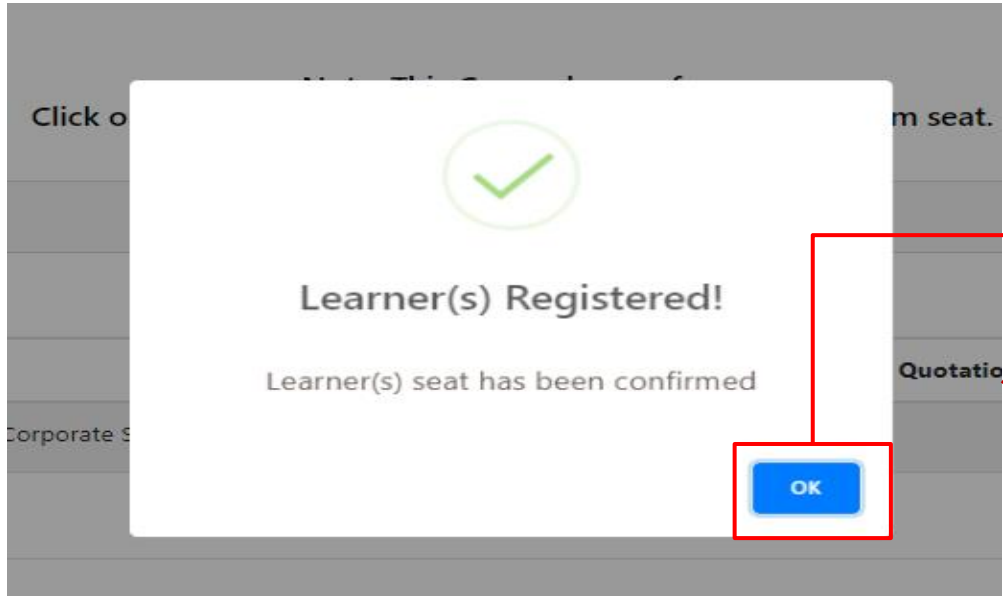 Click o
m seat.
Learner(s) Registered!
Learner(s) seat has been confirmed
Quotatio
Corporate S
OK